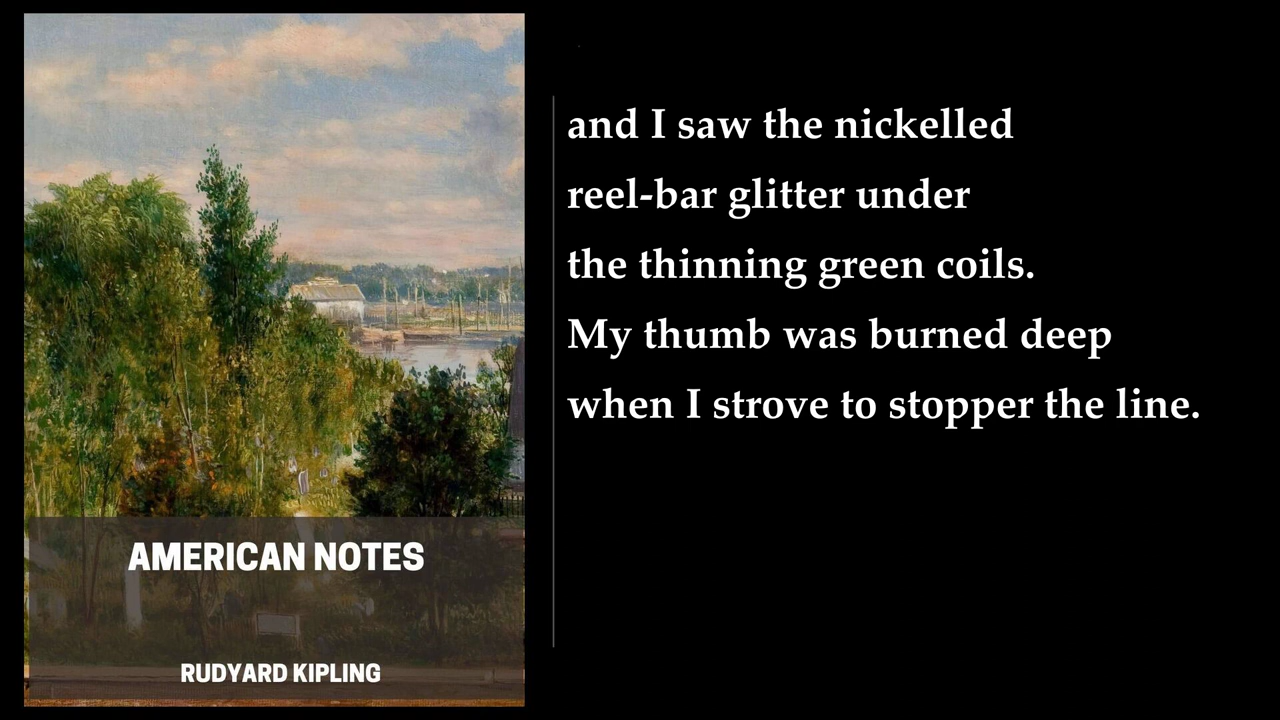 and I saw the nickelled
reel-bar glitter under
the thinning green coils.
My thumb was burned deep
when I strove to stopper the line.
AMERICAN NOTES
RUDYARD KIPLING